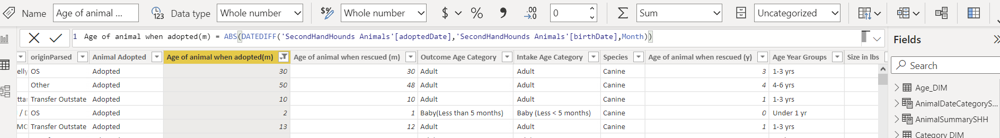 Name Age of animal ... 123 Data type Whole number $% Whole number $ % , .00 →.0 0 Σ Sum Uncategorized
1 Age of animal when adopted(m) = ABS(DATEDIFF('SecondHandHounds Animals'[adoptedDate],'SecondHandHounds Animals'[birthDate],Month))
Fields
originParsed Animal Adopted Age of animal when adopted(m) Age of animal when rescued (m) Outcome Age Category Intake Age Category Species Age of animal when rescued (y) Age Year Groups Size in lbs
Search
elly OS Adopted 30 30 Adult Adult Canine 3 1-3 yrs
Other Adopted 50 48 Adult Adult Canine 4 4-6 yrs
Age_DIM
ttar Transfer Outstate Adopted 10 10 Adult Adult Canine 1 1-3 yrs
AnimalDateCategoryS...
/ D OS Adopted 2 1 Baby(Less than 5 months) Baby (Less < 5 months) Canine 0 Under 1 yr
AnimalSummarySHH
MC Transfer Outstate Adopted 13 12 Adult Adult Canine 1 1-3 yrs
Category DIM